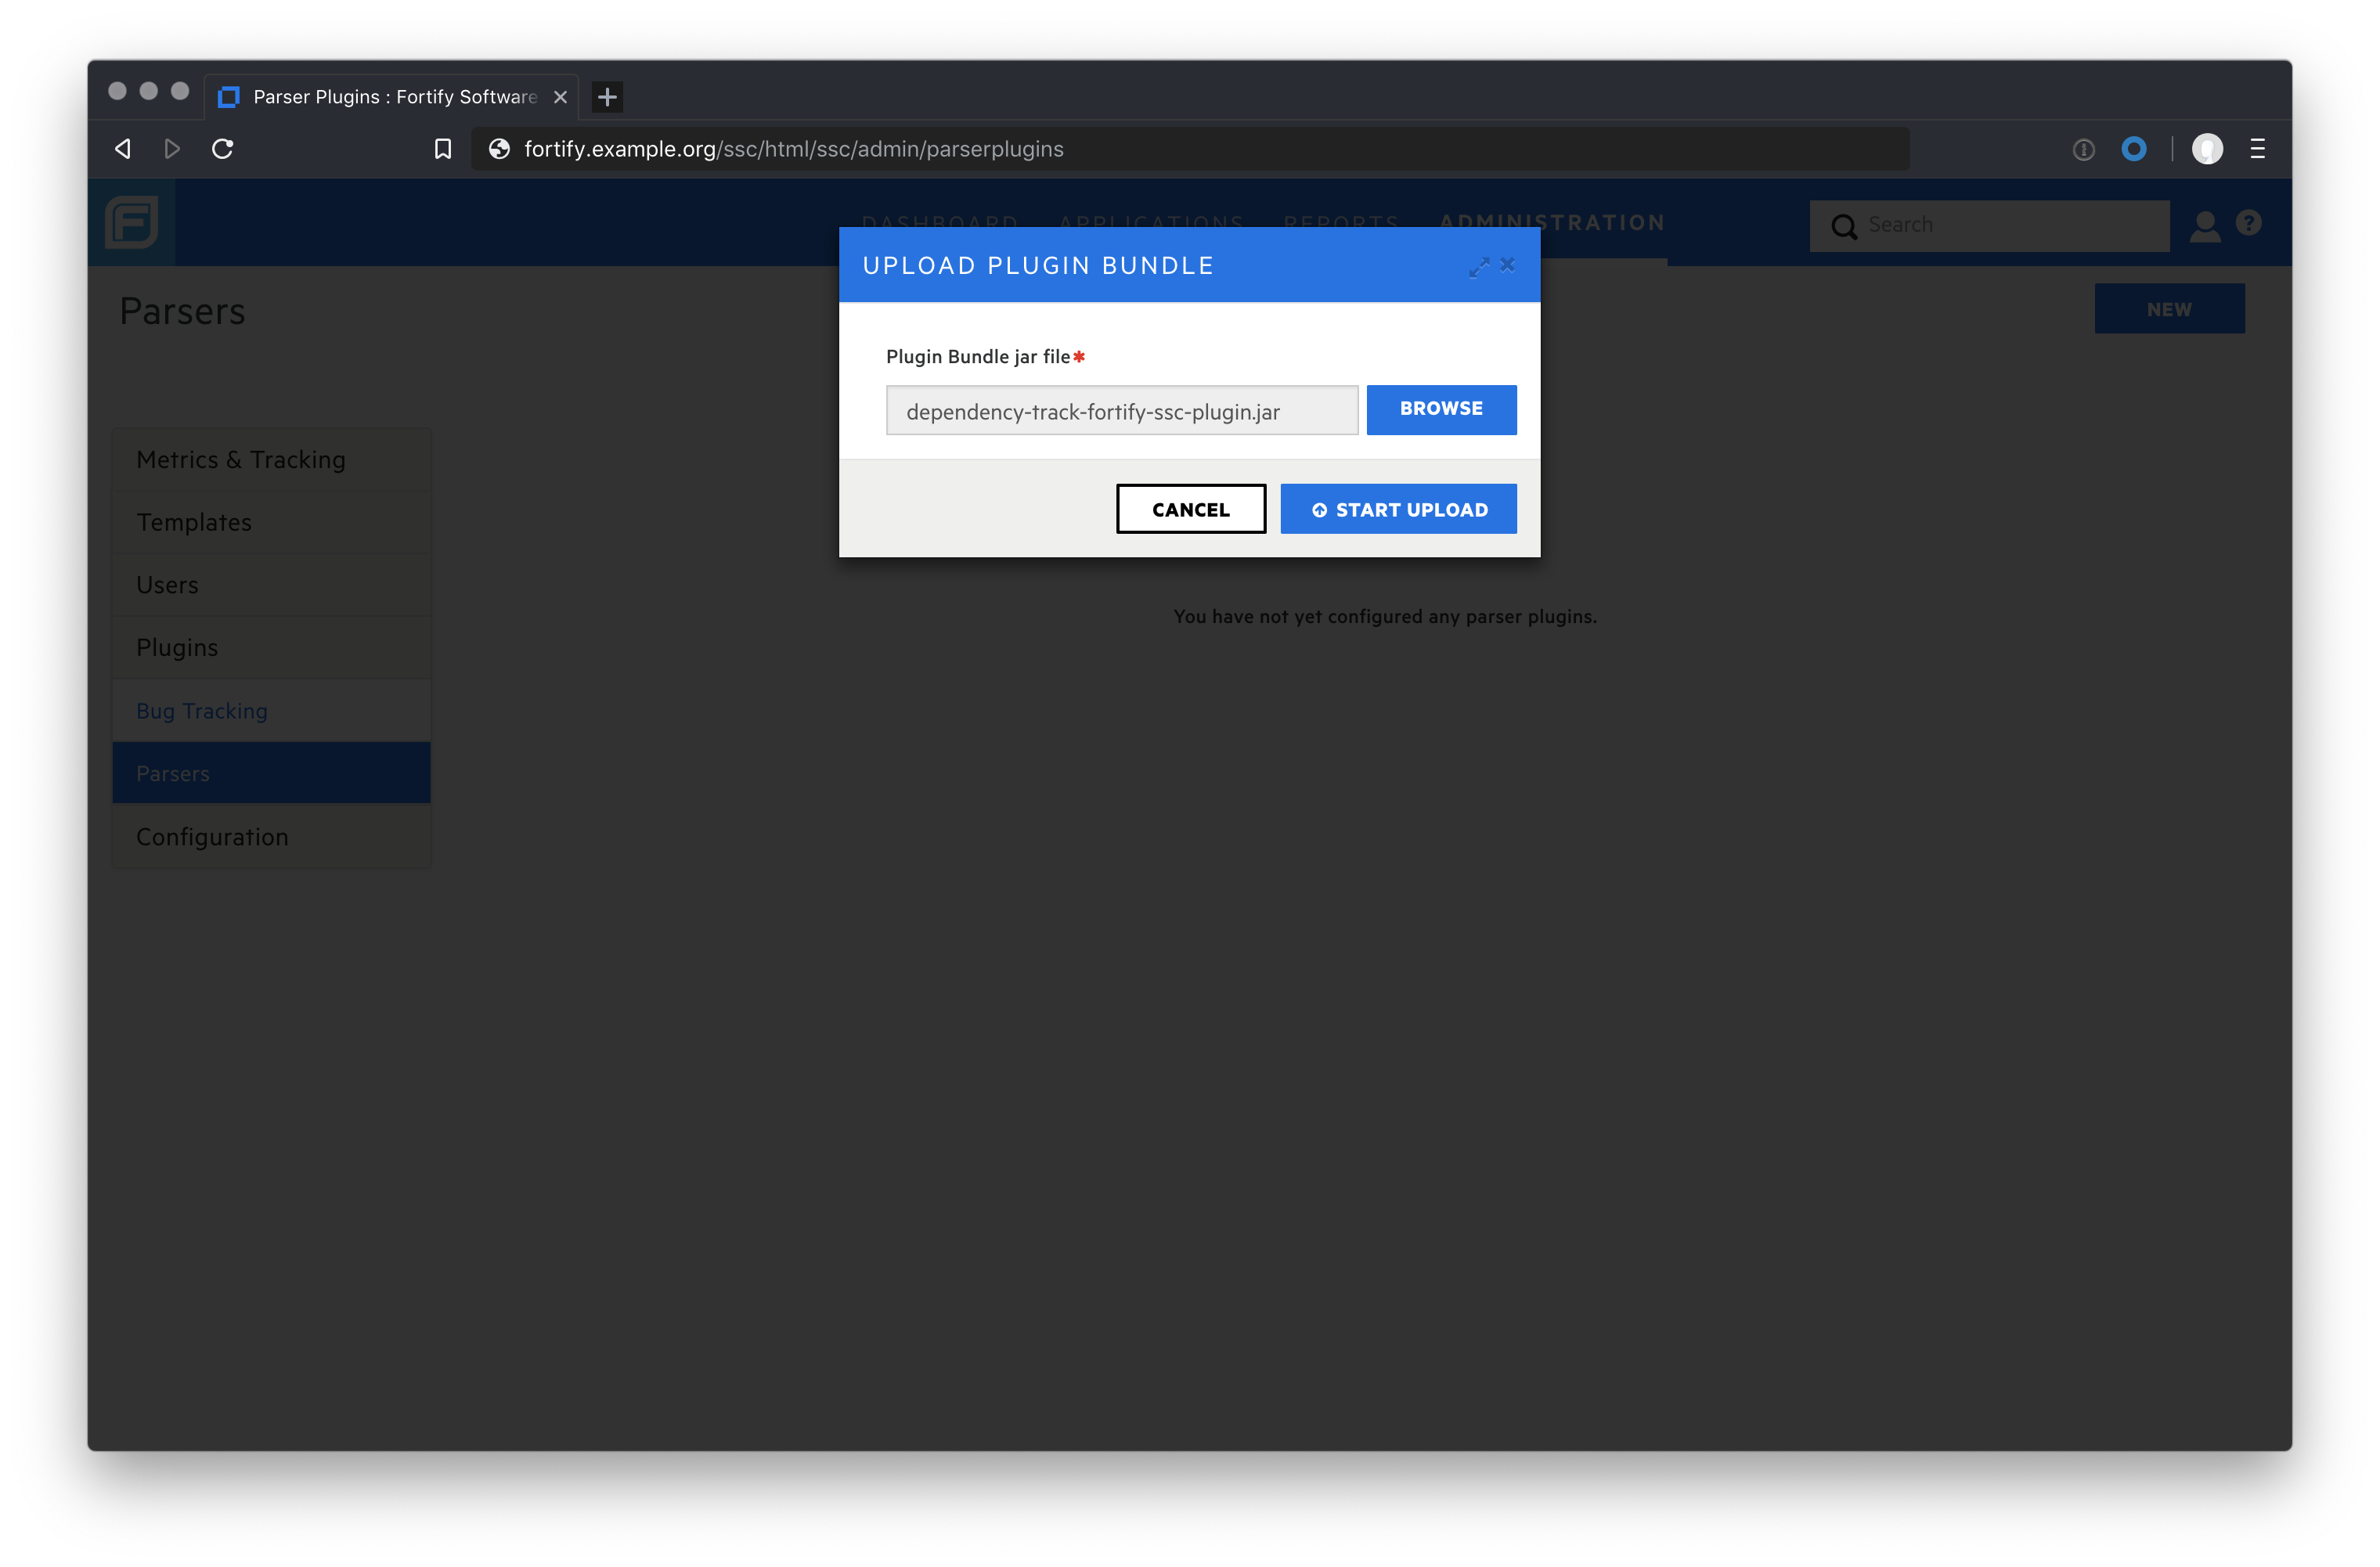 Parser Plugins : Fortify Software
fortify.example.org/ssc/html/ssc/admin/parserplugins
DASHBOARD APPLICATIONS REPORTS ADMINISTRATION
Search
UPLOAD PLUGIN BUNDLE
Parsers
NEW
Plugin Bundle jar file*
dependency-track-fortify-ssc-plugin.jar
BROWSE
CANCEL
START UPLOAD
Metrics & Tracking
Templates
Users
Plugins
Bug Tracking
Parsers
Configuration
You have not yet configured any parser plugins.